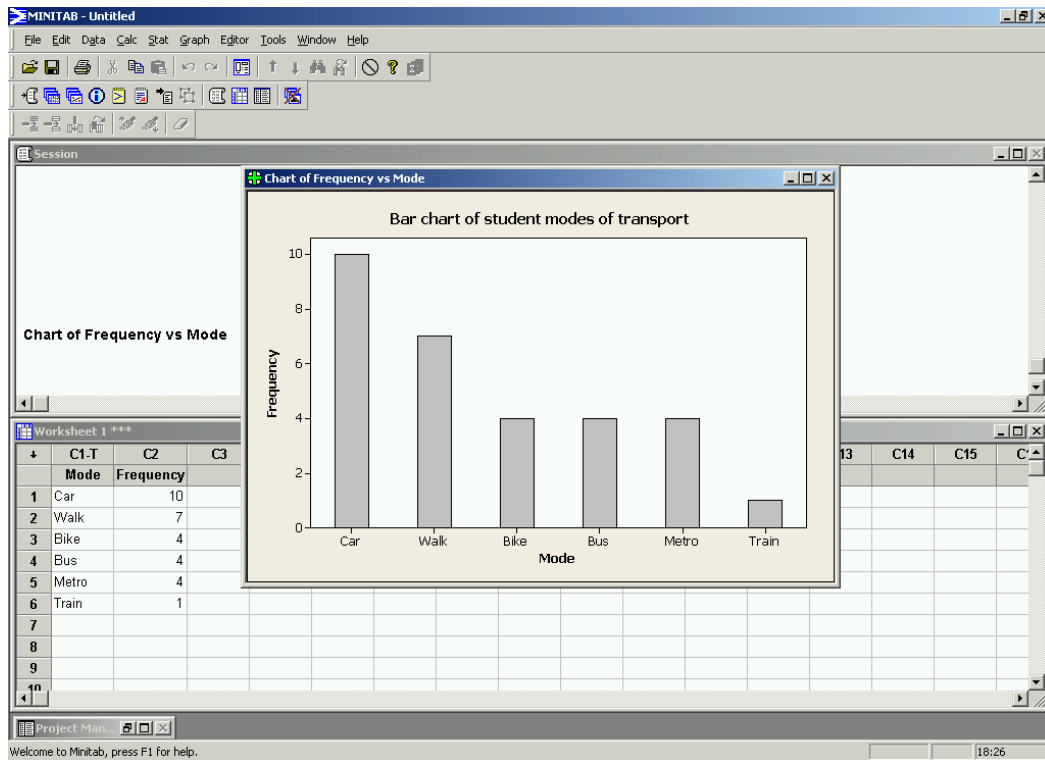 MINITAB - Untitled
File Edit Data Calc Stat Graph Editor Tools Window Help
Session
Chart of Frequency vs Mode
Chart of Frequency vs Mode
Bar chart of student modes of transport
10
8
6
4
2
0
Frequency
Car Walk Bike Bus Metro Train
Mode
Worksheet 1 ***
C1-T C2 C3 13 C14 C15
Mode Frequency
1 Car 10
2 Walk 7
3 Bike 4
4 Bus 4
5 Metro 4
6 Train 1
7
8
9
10
Project Man...
Welcome to Minitab, press F1 for help.
18:26